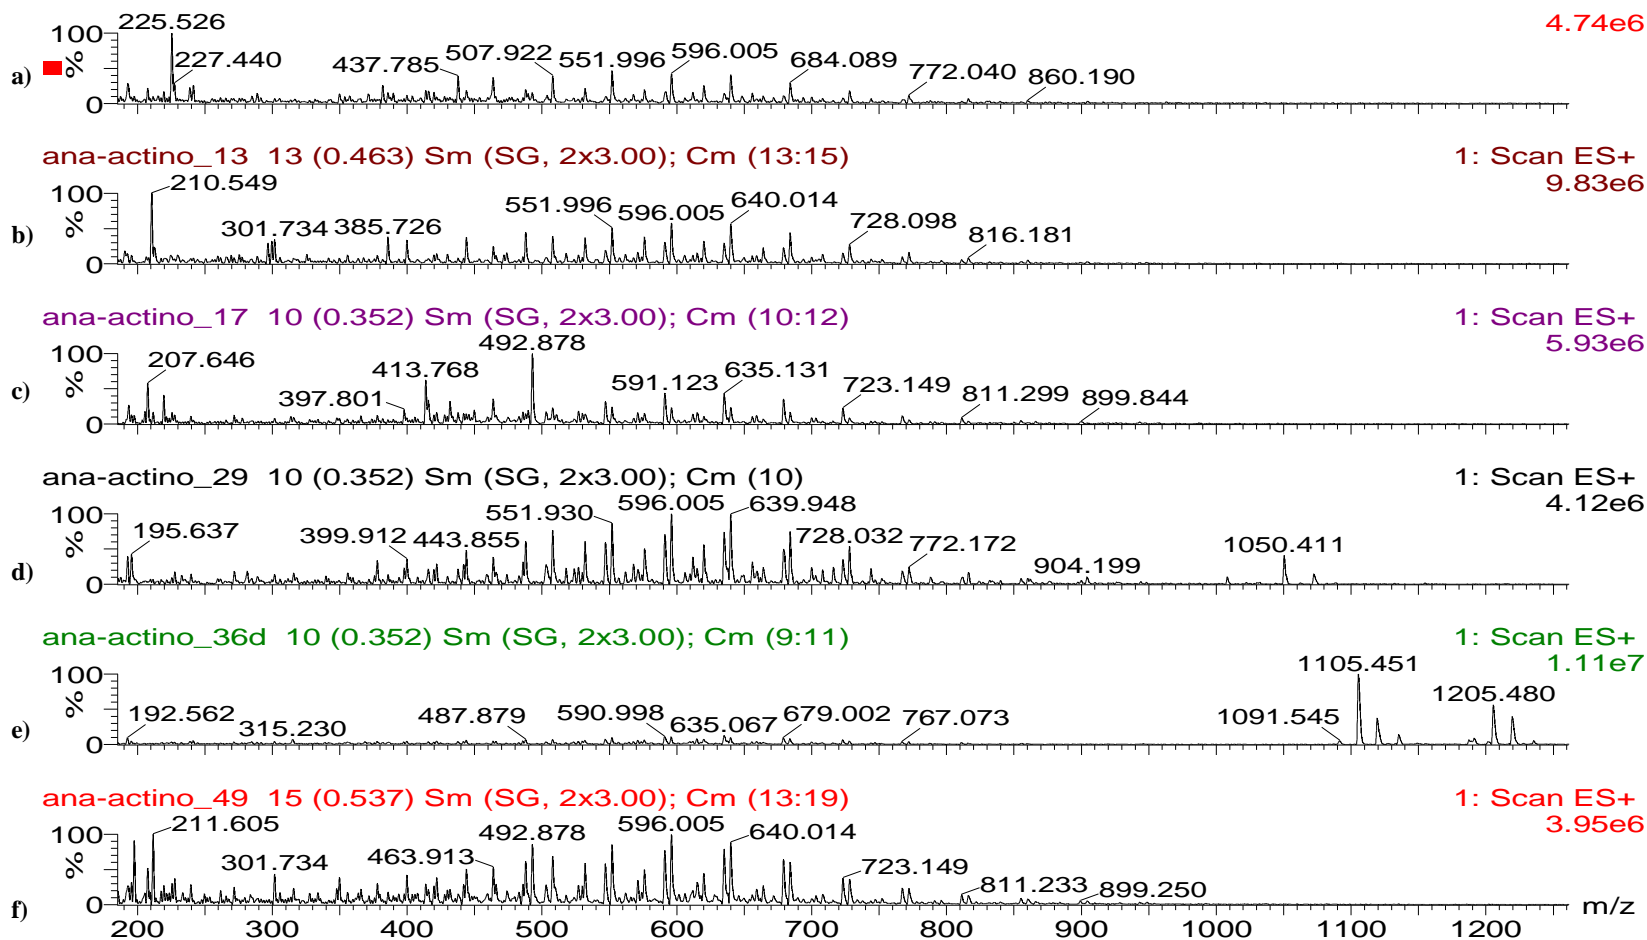 225.526 4.74e6
100 227.440 437.785 507.922 551.996 596.005 684.089 772.040 860.190
a) %
0
ana-actino_13 13 (0.463) Sm (SG, 2x3.00); Cm (13:15) 1: Scan ES+
9.83e6
100 210.549 301.734 385.726 551.996 596.005 640.014 728.098 816.181
b) %
0
ana-actino_17 10 (0.352) Sm (SG, 2x3.00); Cm (10:12) 1: Scan ES+
5.93e6
100 207.646 397.801 413.768 492.878 591.123 635.131 723.149 811.299 899.844
c) %
0
ana-actino_29 10 (0.352) Sm (SG, 2x3.00); Cm (10) 1: Scan ES+
4.12e6
100 195.637 399.912 443.855 551.930 596.005 639.948 728.032 772.172 904.199 1050.411
d) %
0
ana-actino_36d 10 (0.352) Sm (SG, 2x3.00); Cm (9:11) 1: Scan ES+
1.11e7
100 192.562 315.230 487.879 590.998 635.067 679.002 767.073 1091.545 1105.451 1205.480
e) %
0
ana-actino_49 15 (0.537) Sm (SG, 2x3.00); Cm (13:19) 1: Scan ES+
3.95e6
100 211.605 301.734 463.913 492.878 596.005 640.014 723.149 811.233 899.250
f) %
0 m/z
200 300 400 500 600 700 800 900 1000 1100 1200